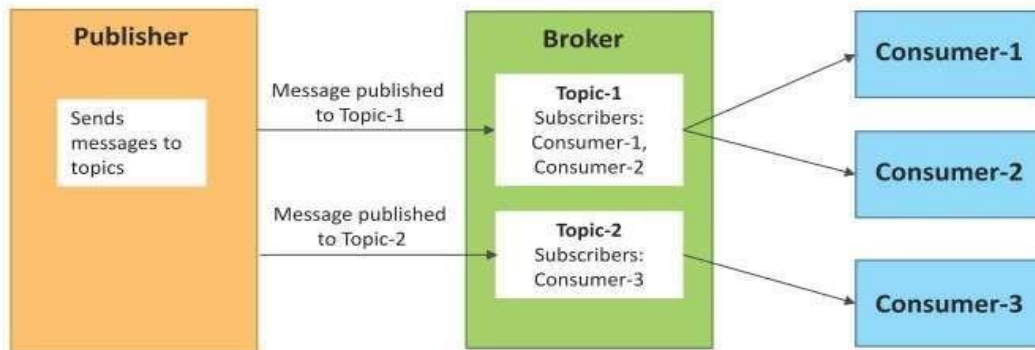 Publisher
Sends
messages to
topics
Message published
to Topic-1
Message published
to Topic-2
Broker
Topic-1
Subscribers:
Consumer-1,
Consumer-2
Topic-2
Subscribers:
Consumer-3
Consumer-1
Consumer-2
Consumer-3